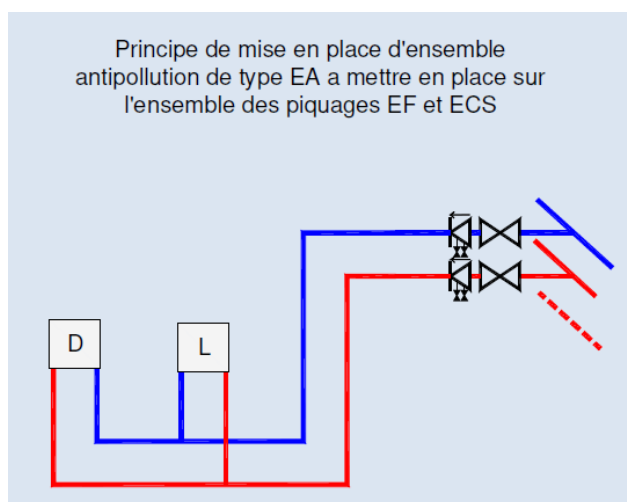 Principe de mise en place d'ensemble
antipollution de type EA a mettre en place sur
l'ensemble des piquages EF et ECS
D
L